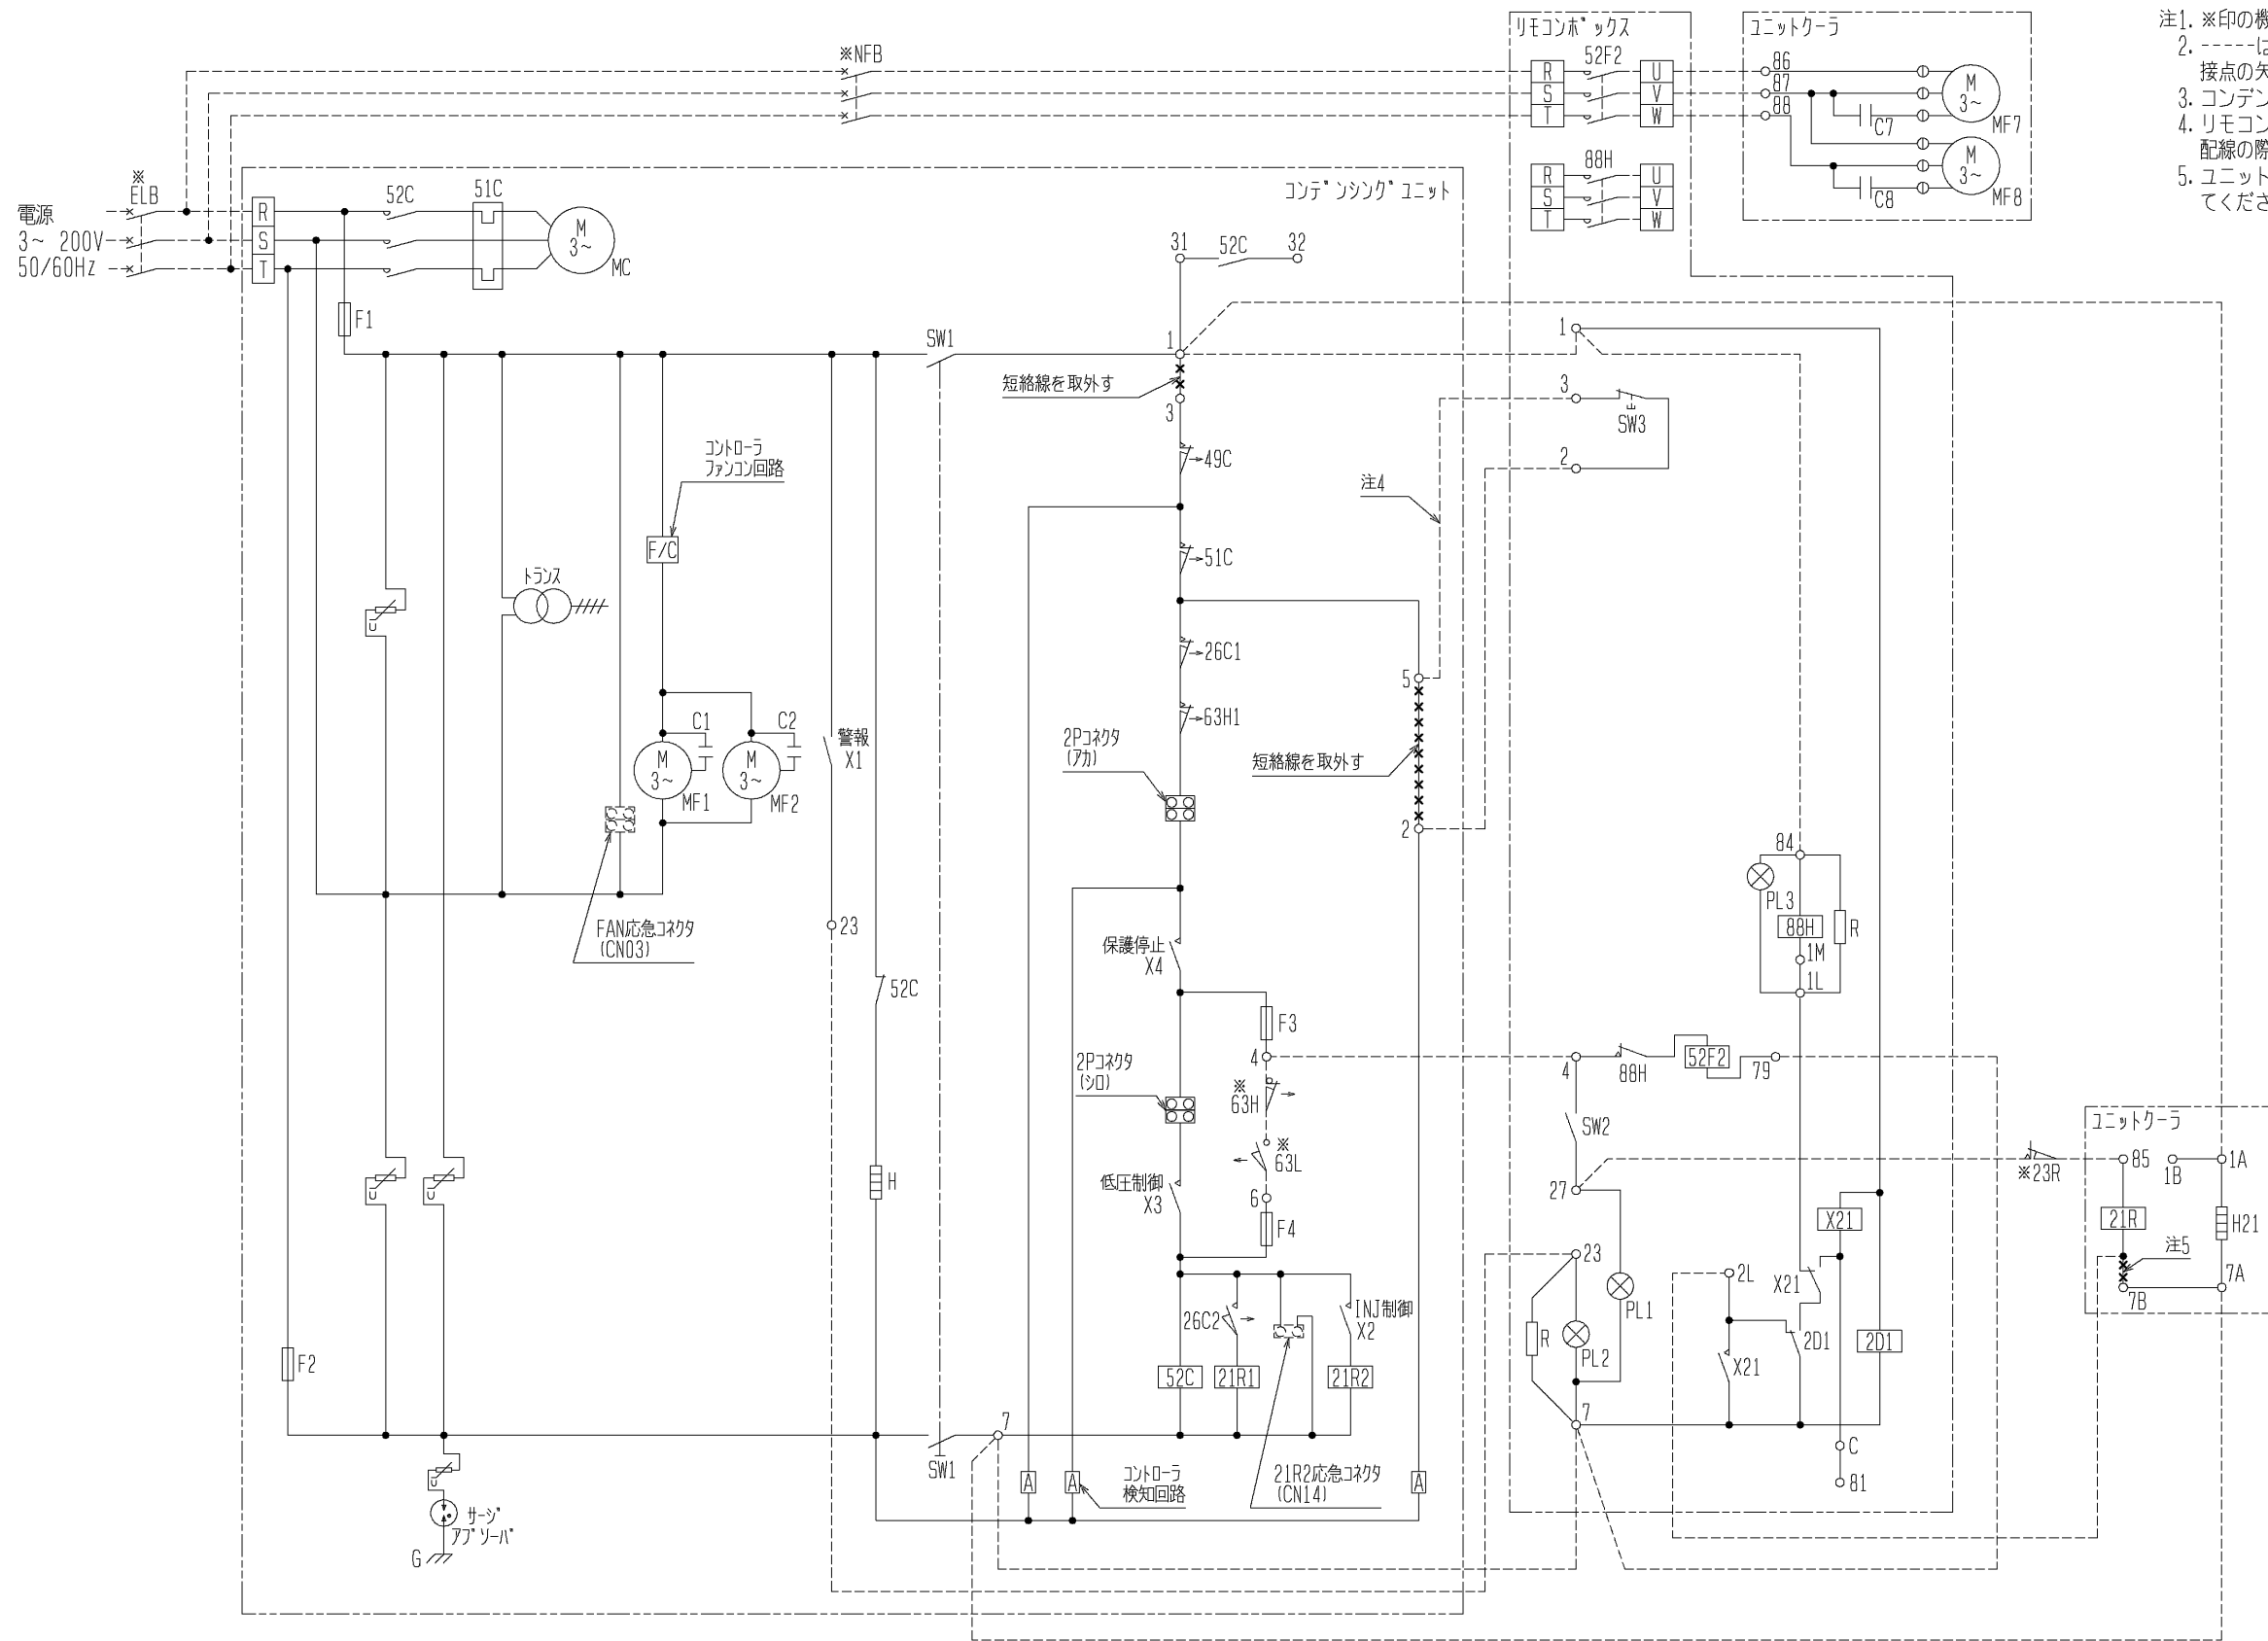 注1. ※印の機
2. -----は
接点の矢
3. コンデン
4. リモコン
配線の際
5. ユニット
てくださ
リモコンボックス
ユニットクーラ
※NFB
52F2
R
S
T
U
V
W
86
87
88
M
3~
MF7
C7
M
3~
MF8
C8
88H
R
S
T
U
V
W
コンデンシングユニット
電源
3~ 200V
50/60Hz
※
ELB
R
S
T
52C
51C
M
3~
MC
31
52C
32
F1
SW1
1
短絡線を取外す
3
1
3
SW3
2
49C
注4
コントローラ
ファンコン回路
F/C
51C
トランス
26C1
63H1
5
短絡線を取外す
2
2Pコネクタ
(アカ)
U
C1
C2
M
3~
MF1
M
3~
MF2
警報
X1
23
FAN応急コネクタ
(CN03)
保護停止
X4
52C
F3
4
2Pコネクタ
(シロ)
※
63H
※
63L
6
F4
低圧制御
X3
H
U
U
84
PL3
88H
R
1M
1L
4
88H
52F2
79
SW2
27
※23R
ユニットクーラ
85
1B
1A
21R
H21
注5
7B
7A
X21
23
2L
X21
PL1
R
PL2
2D1
2D1
X21
7
C
81
26C2
INJ制御
X2
52C
21R1
21R2
F2
SW1
7
A
A
A
コントローラ
検知回路
21R2応急コネクタ
(CN14)
U
サージ
アブソーバ
G